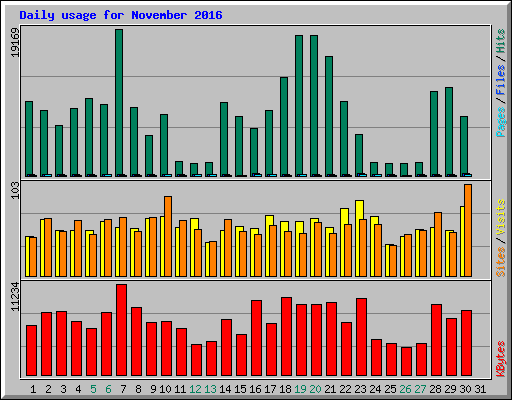 Daily usage for November 2016
19169
103
11234
Pages / Files / Hits
Sites / Visits
KBytes
1 2 3 4 5 6 7 8 9 10 11 12 13 14 15 16 17 18 19 20 21 22 23 24 25 26 27 28 29 30 31